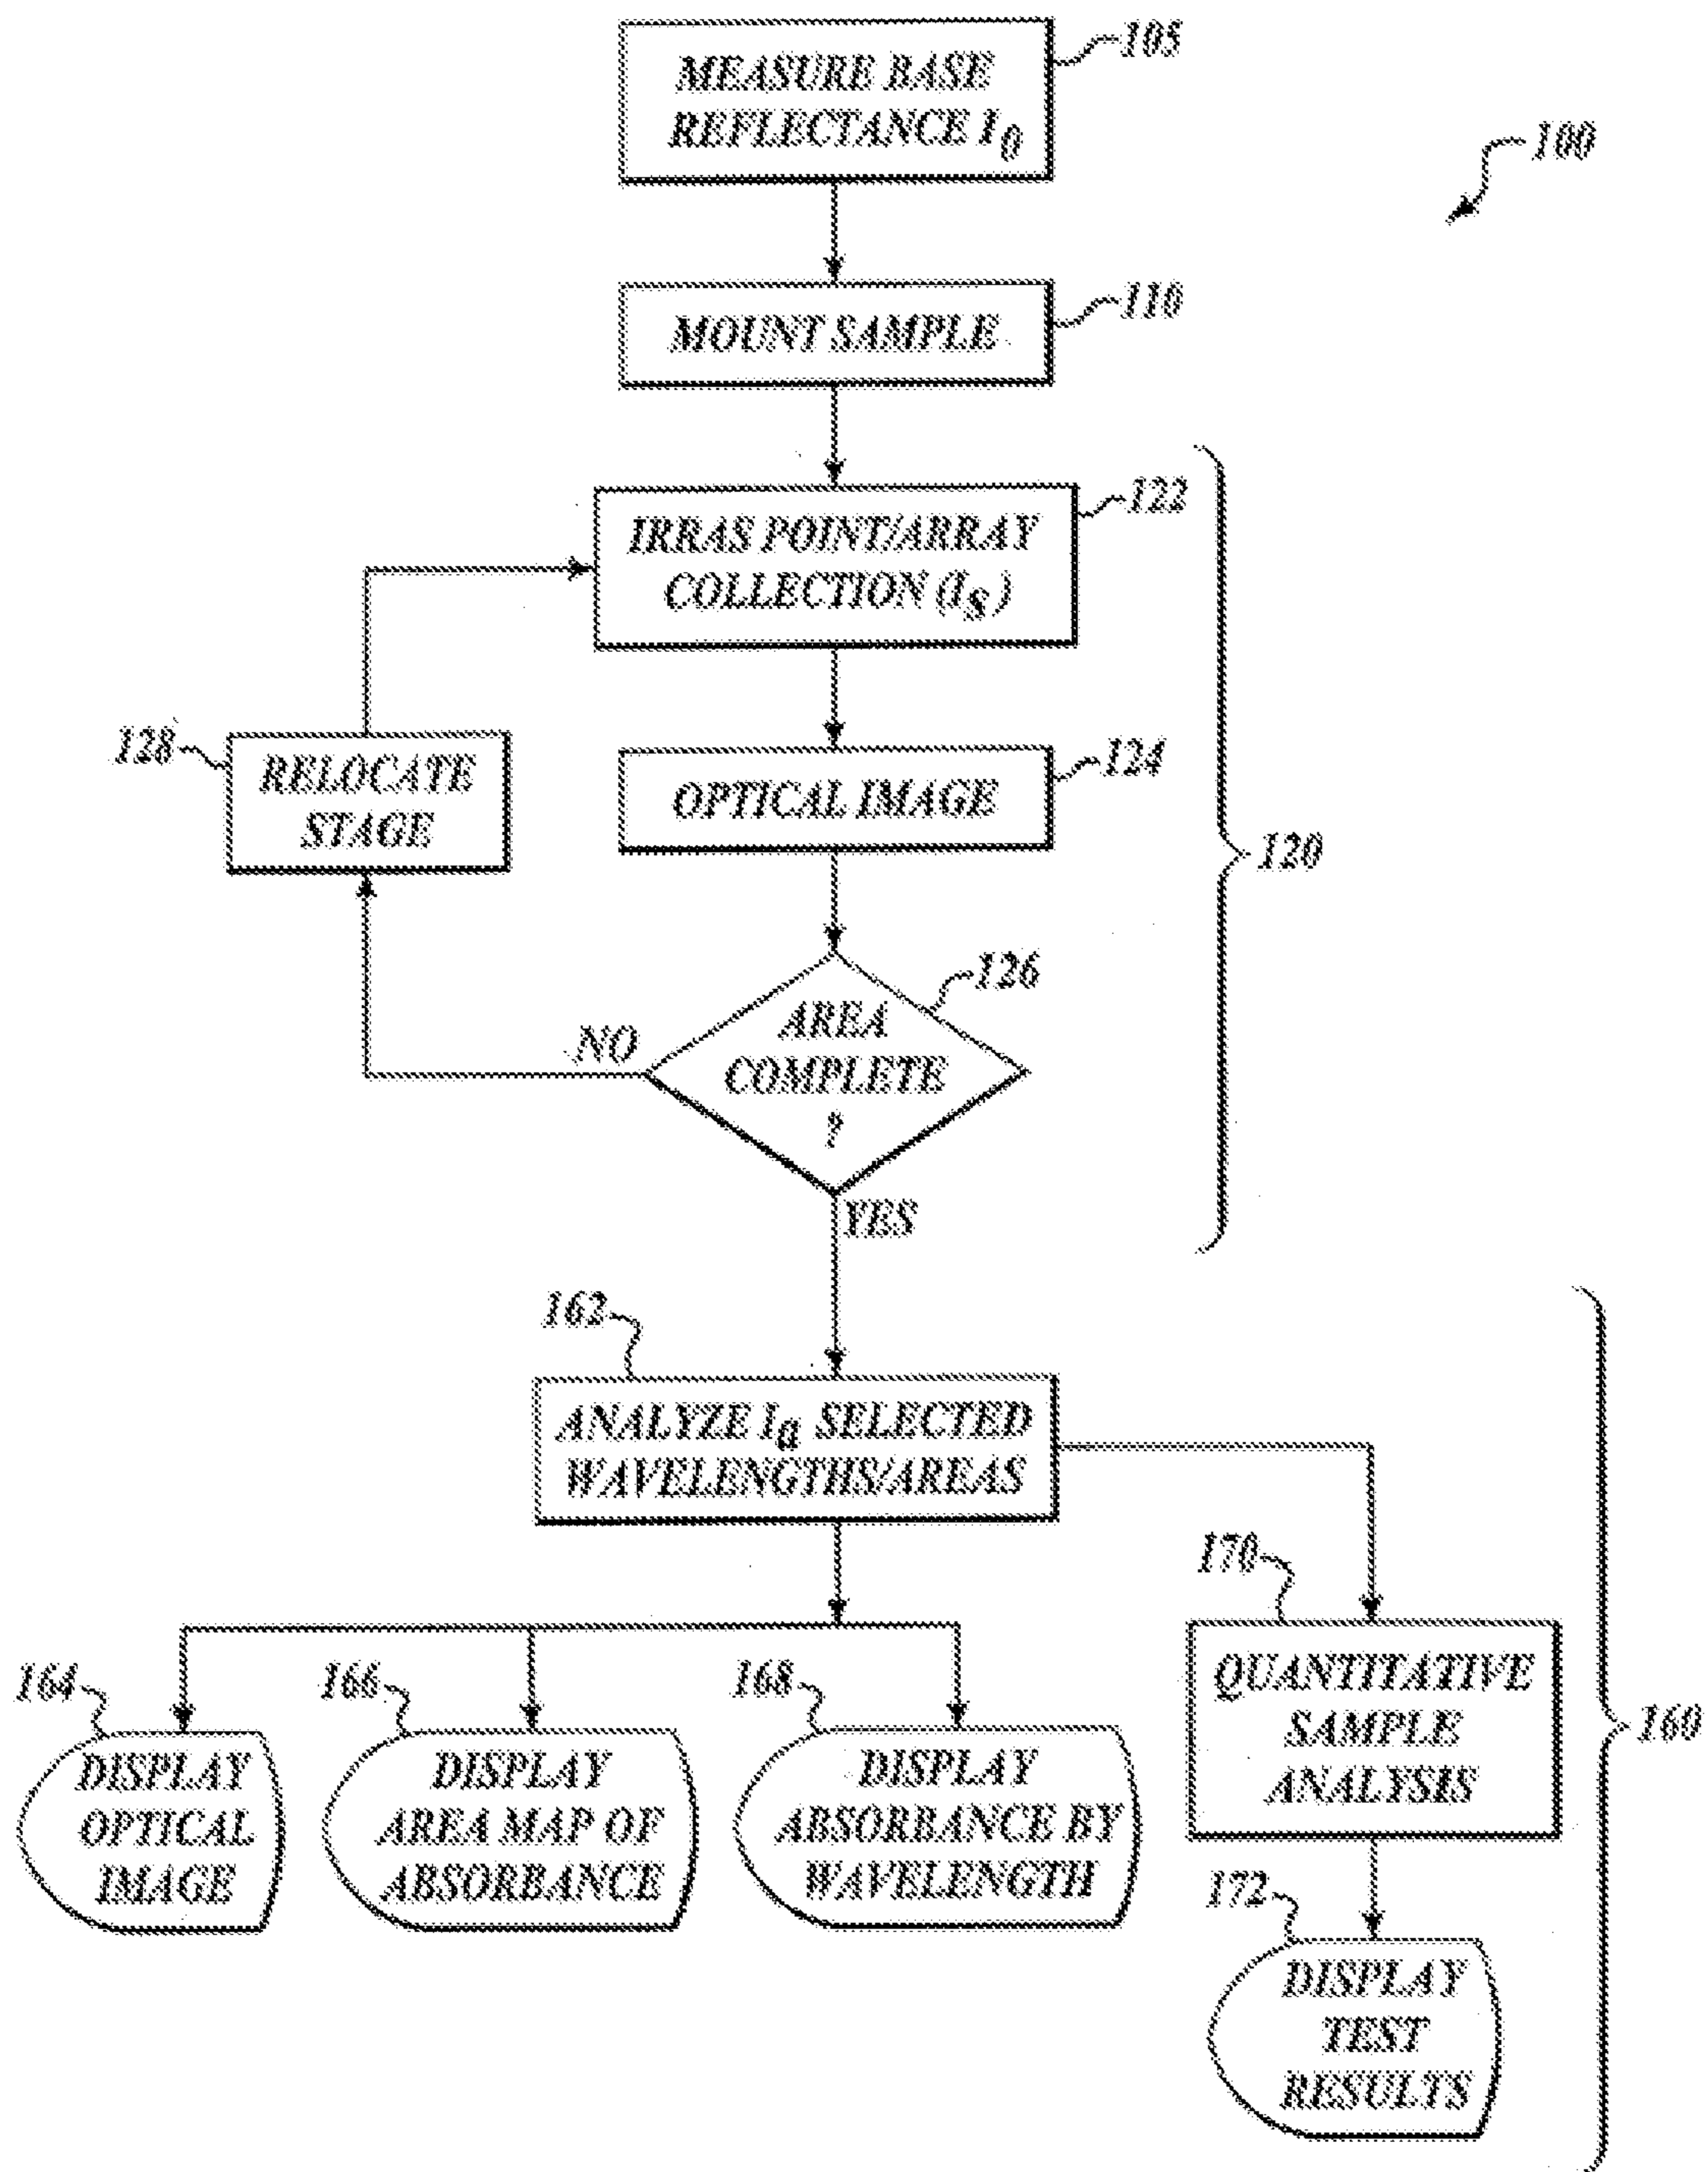 105
MEASURE BASE
REFLECTANCE I0
100
110
MOUNT SAMPLE
122
IRRAS POINT/ARRAY
COLLECTION (IS)
128
RELOCATE
STAGE
124
OPTICAL IMAGE
120
126
AREA
COMPLETE
?
NO
YES
162
ANALYZE Ia SELECTED
WAVELENGTHS/AREAS
170
QUANTITATIVE
SAMPLE
ANALYSIS
160
164
DISPLAY
OPTICAL
IMAGE
166
DISPLAY
AREA MAP OF
ABSORBANCE
168
DISPLAY
ABSORBANCE BY
WAVELENGTH
172
DISPLAY
TEST
RESULTS